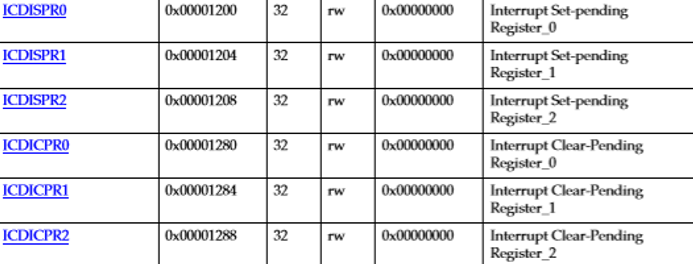 ICDISPR0 0x00001200 32 rw 0x00000000 Interrupt Set-pending
Register_0
ICDISPR1 0x00001204 32 rw 0x00000000 Interrupt Set-pending
Register_1
ICDISPR2 0x00001208 32 rw 0x00000000 Interrupt Set-pending
Register_2
ICDICPR0 0x00001280 32 rw 0x00000000 Interrupt Clear-Pending
Register_0
ICDICPR1 0x00001284 32 rw 0x00000000 Interrupt Clear-Pending
Register_1
ICDICPR2 0x00001288 32 rw 0x00000000 Interrupt Clear-Pending
Register_2